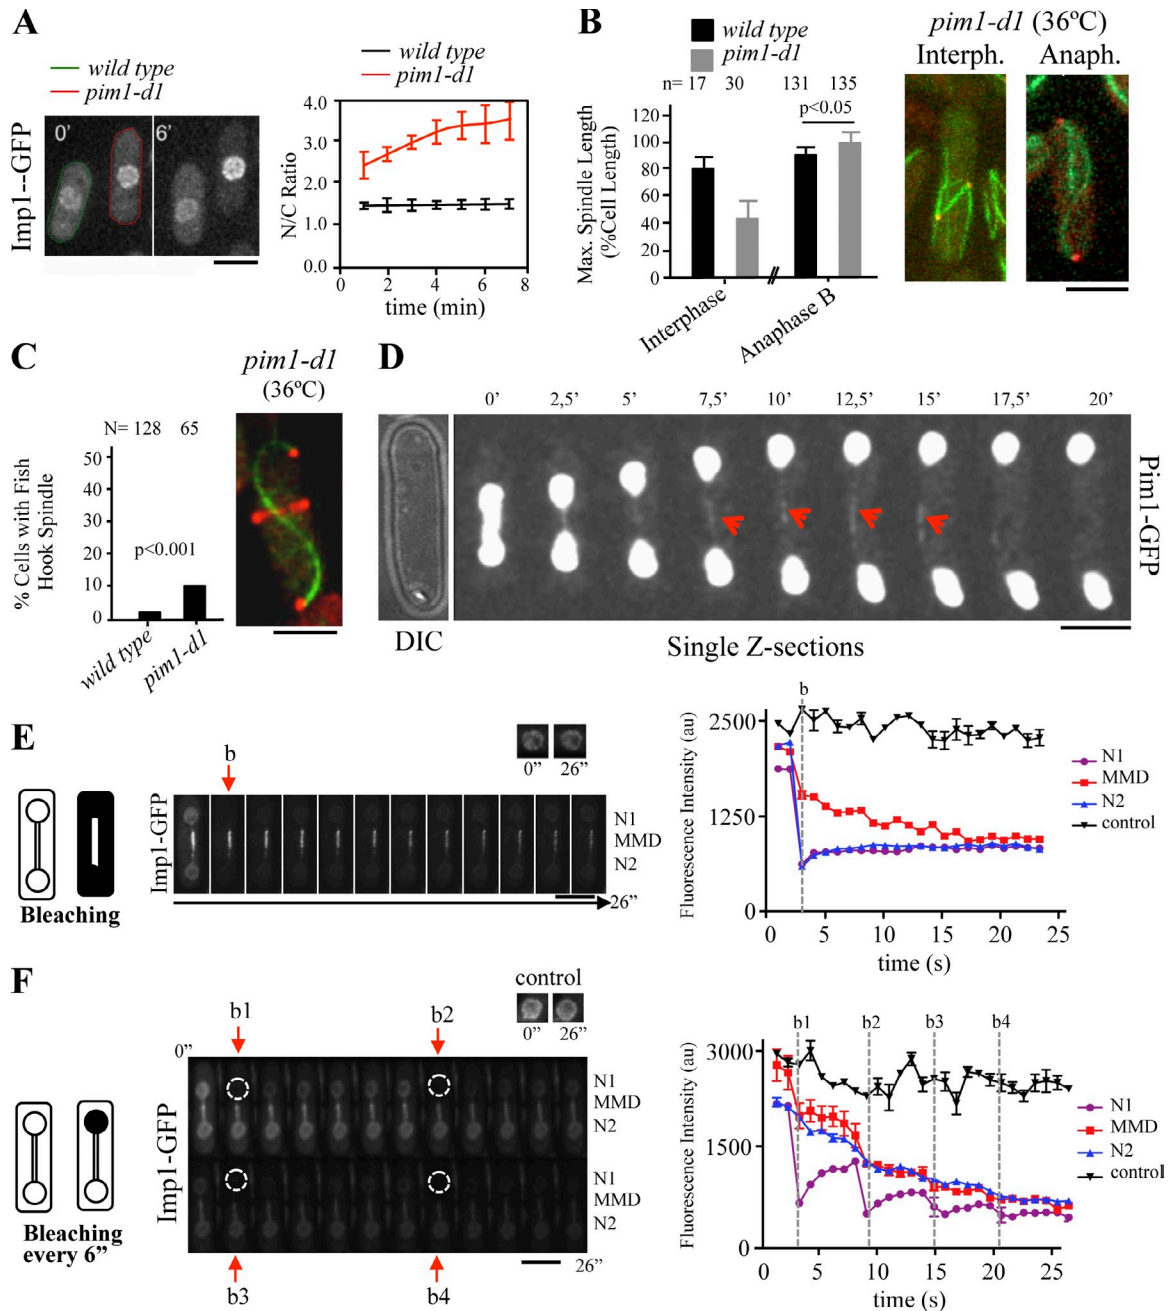 A
wild type
pim1-d1
Imp1--GFP
0’
6’
wild type
pim1-d1
N/C Ratio
4.0
3.0
2.0
1.0
0.0
0 2 4 6 8
time (min)
B
wild type
pim1-d1
n= 17 30 131 135
p<0.05
Max. Spindle Length
(%Cell Length)
120
100
80
60
40
20
0
Interphase
Anaphase B
pim1-d1 (36ºC)
Interph. Anaph.
C
N= 128 65
% Cells with Fish
Hook Spindle
50
40
30
20
10
0
p<0.001
wild type
pim1-d1
pim1-d1
(36ºC)
D
0’ 2,5’ 5’ 7,5’ 10’ 12,5’ 15’ 17,5’ 20’
Pim1-GFP
DIC
Single Z-sections
E
b
0” 26”
Imp1-GFP
N1
MMD
N2
Bleaching
26”
b
Fluorescence Intensity (au)
2500
1250
0
0 5 10 15 20 25
time (s)
N1
MMD
N2
control
F
control
b1
b2
0” 26”
0”
Imp1-GFP
N1
MMD
N2
N1
MMD
N2
Bleaching
every 6”
b3
b4
26”
b1 b2 b3 b4
Fluorescence Intensity (au)
3000
1500
0
0 5 10 15 20 25
time (s)
N1
MMD
N2
control